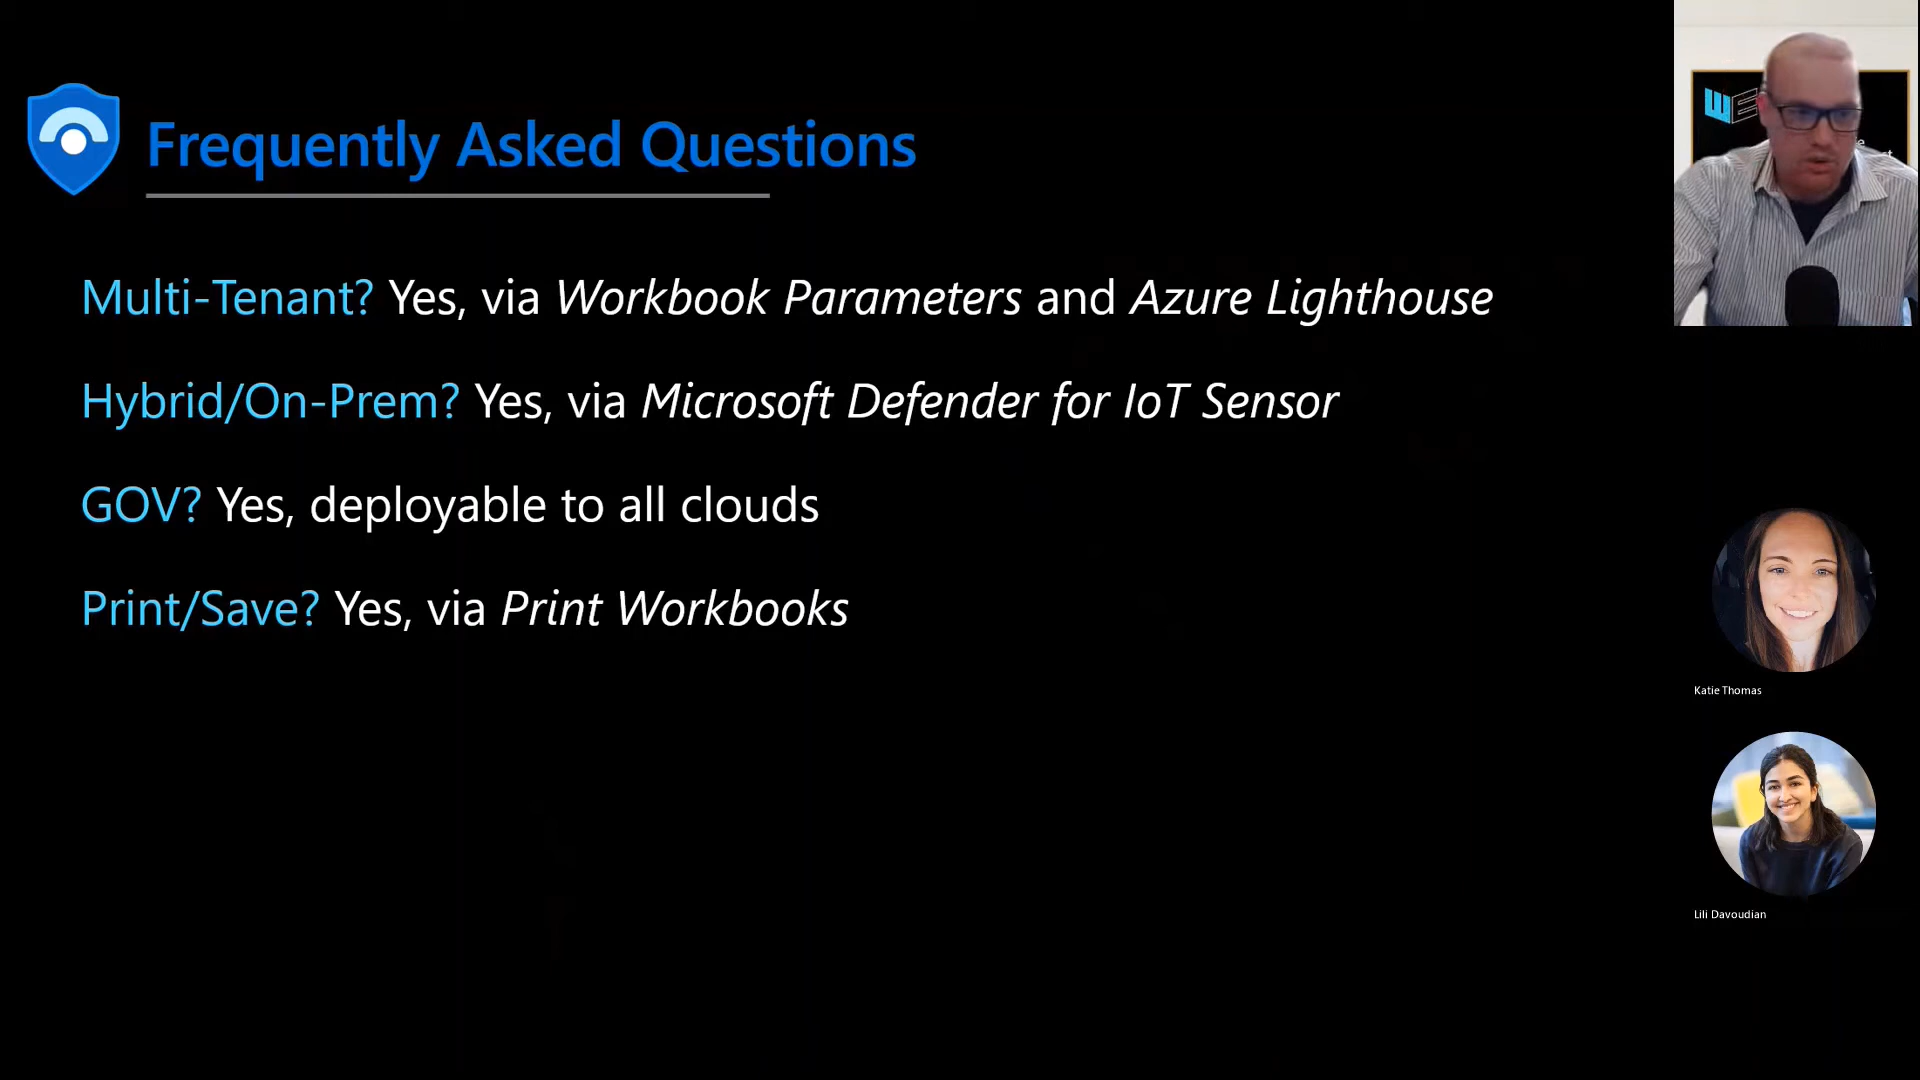 Frequently Asked Questions
Multi-Tenant? Yes, via Workbook Parameters and Azure Lighthouse
Hybrid/On-Prem? Yes, via Microsoft Defender for IoT Sensor
GOV? Yes, deployable to all clouds
Print/Save? Yes, via Print Workbooks
Katie Thomas
Lili Davoudian